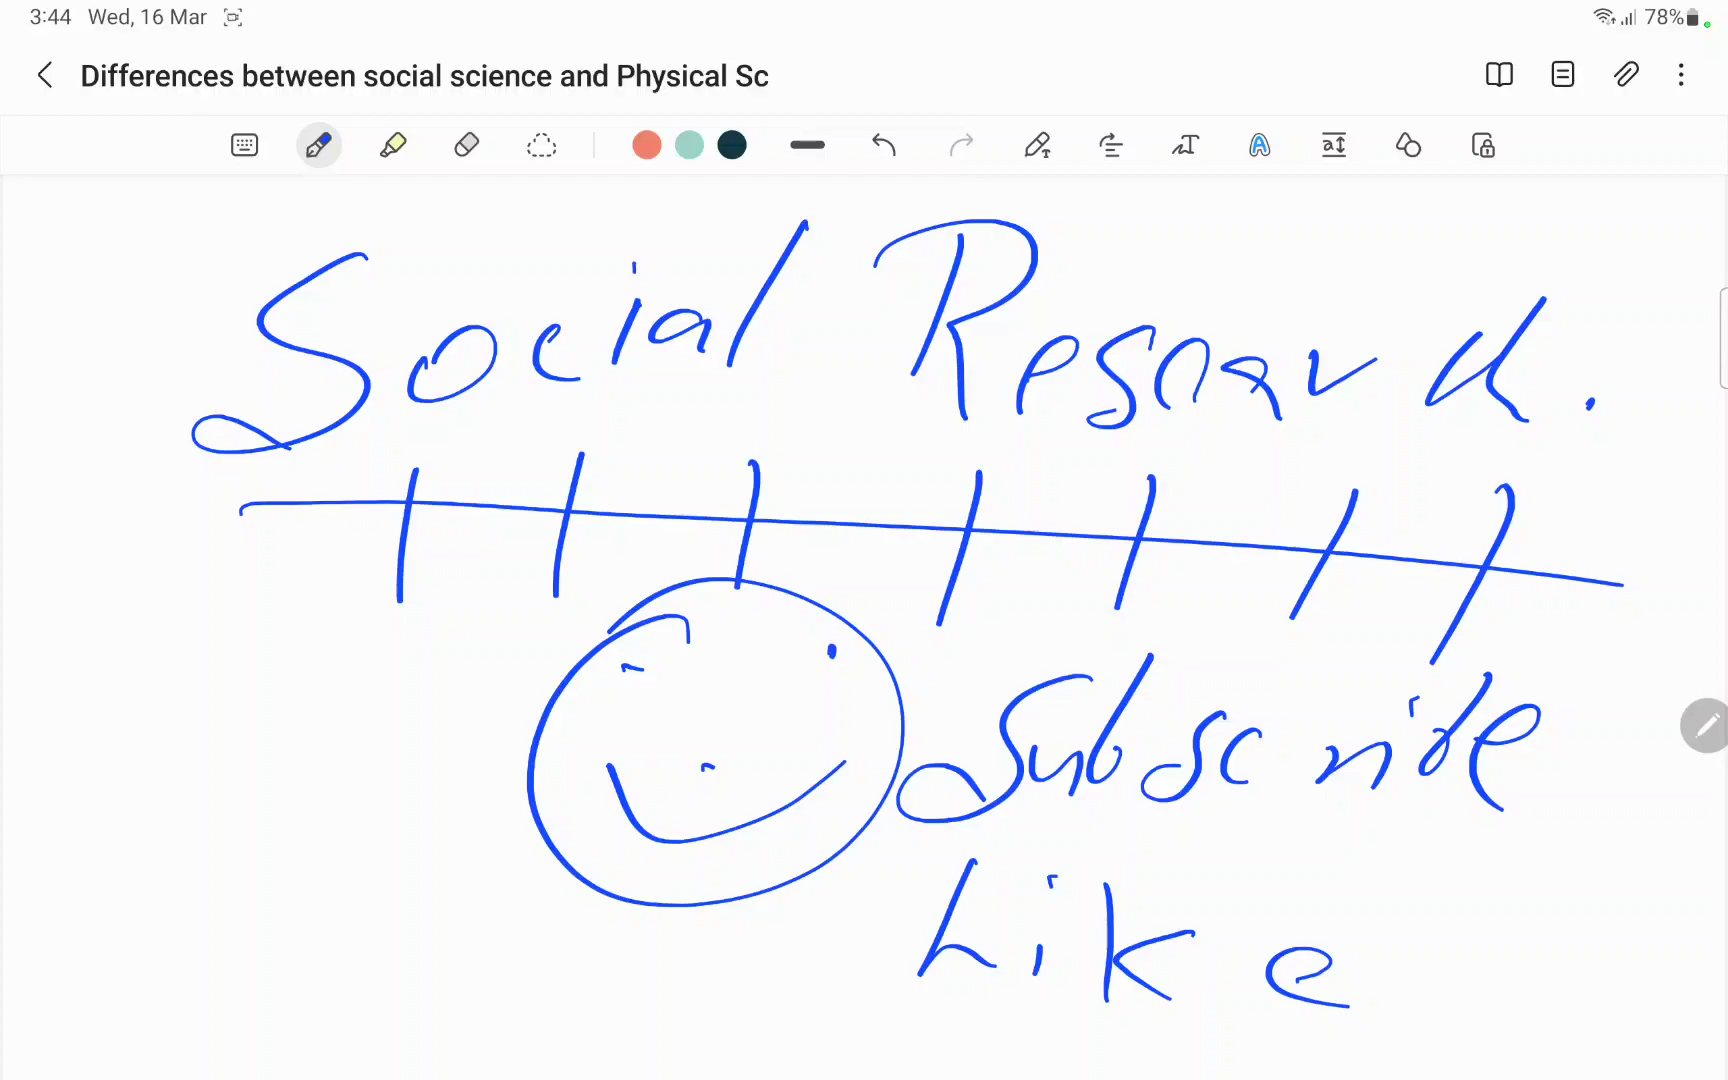 3:44 Wed, 16 Mar 78%
Differences between social science and Physical Sc
Social Research.
Subscribe
Like